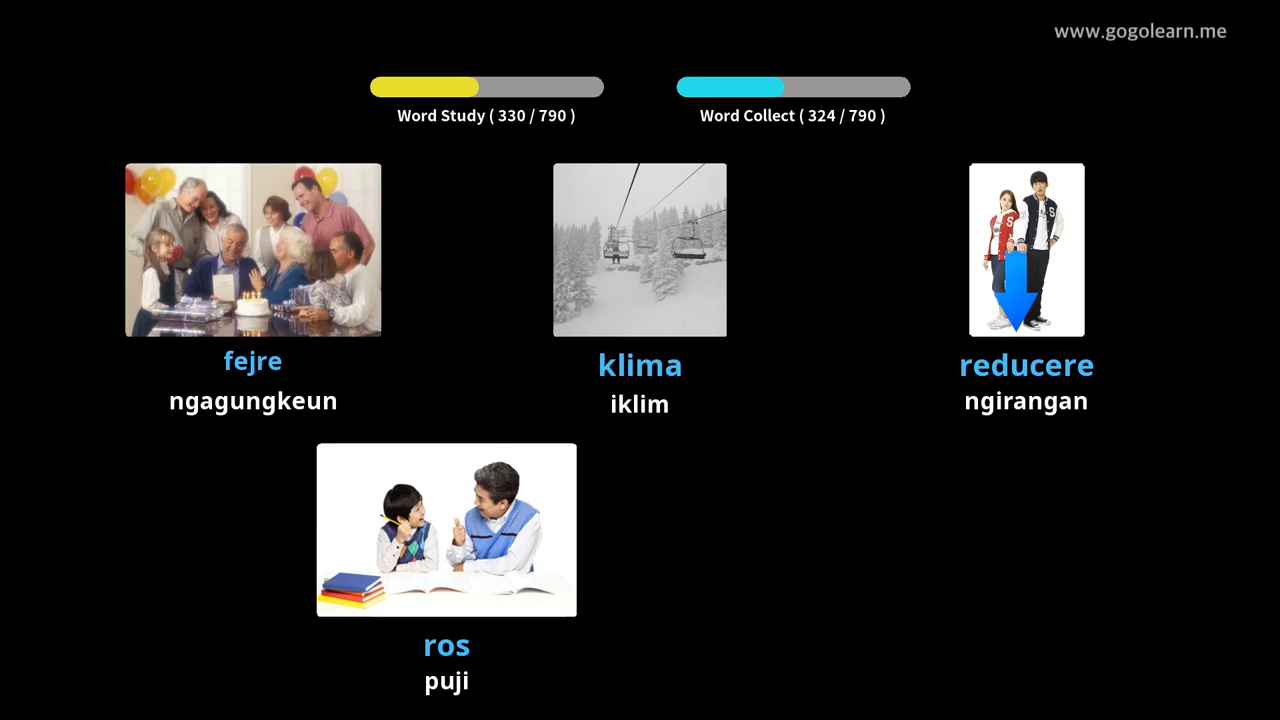 www.gogolearn.me
Word Study ( 330 / 790 )
Word Collect ( 324 / 790 )
fejre
ngagungkeun
klima
iklim
reducere
ngirangan
ros
puji